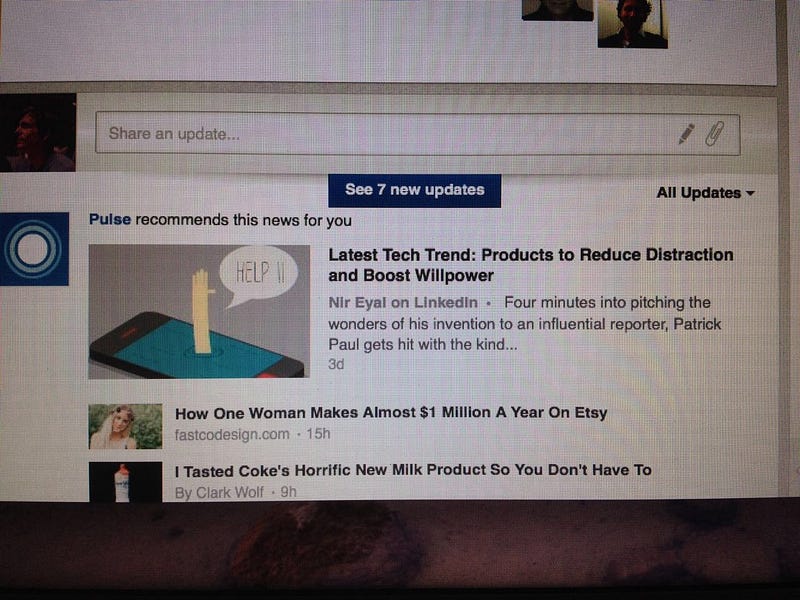 Share an update...
See 7 new updates
All Updates
Pulse recommends this news for you
HELP !!
Latest Tech Trend: Products to Reduce Distraction
and Boost Willpower
Nir Eyal on LinkedIn • Four minutes into pitching the
wonders of his invention to an influential reporter, Patrick
Paul gets hit with the kind...
3d
How One Woman Makes Almost $1 Million A Year On Etsy
fastcodesign.com • 15h
I Tasted Coke's Horrific New Milk Product So You Don't Have To
By Clark Wolf • 9h